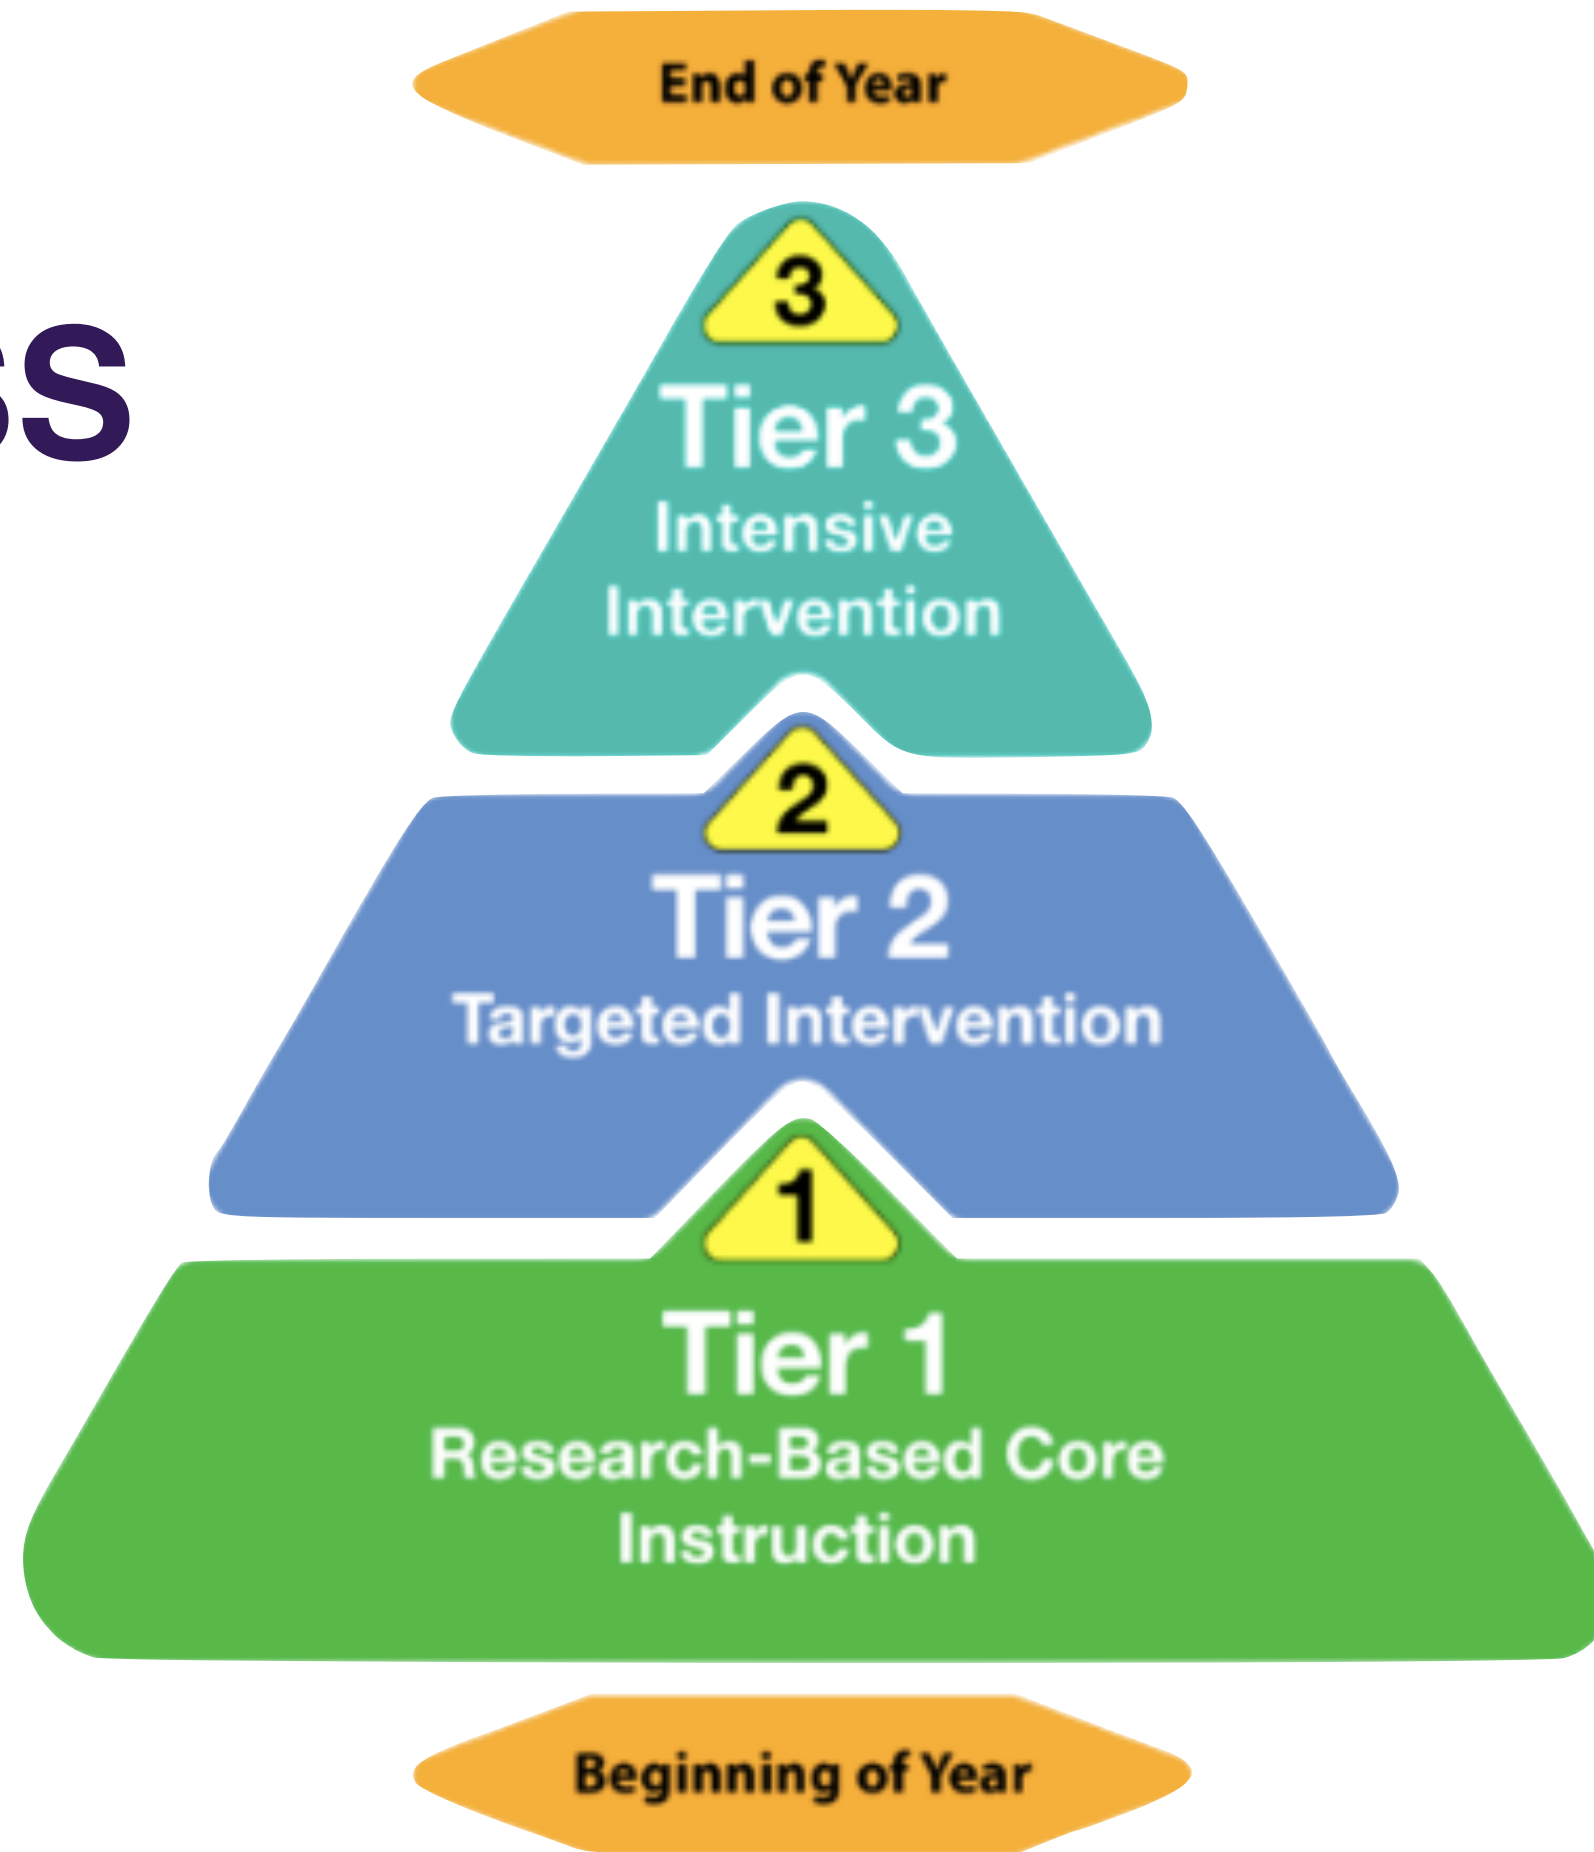 End of Year
3
ss
Tier 3
Intensive
Intervention
2
Tier 2
Targeted Intervention
1
Tier 1
Research-Based Core
Instruction
Beginning of Year